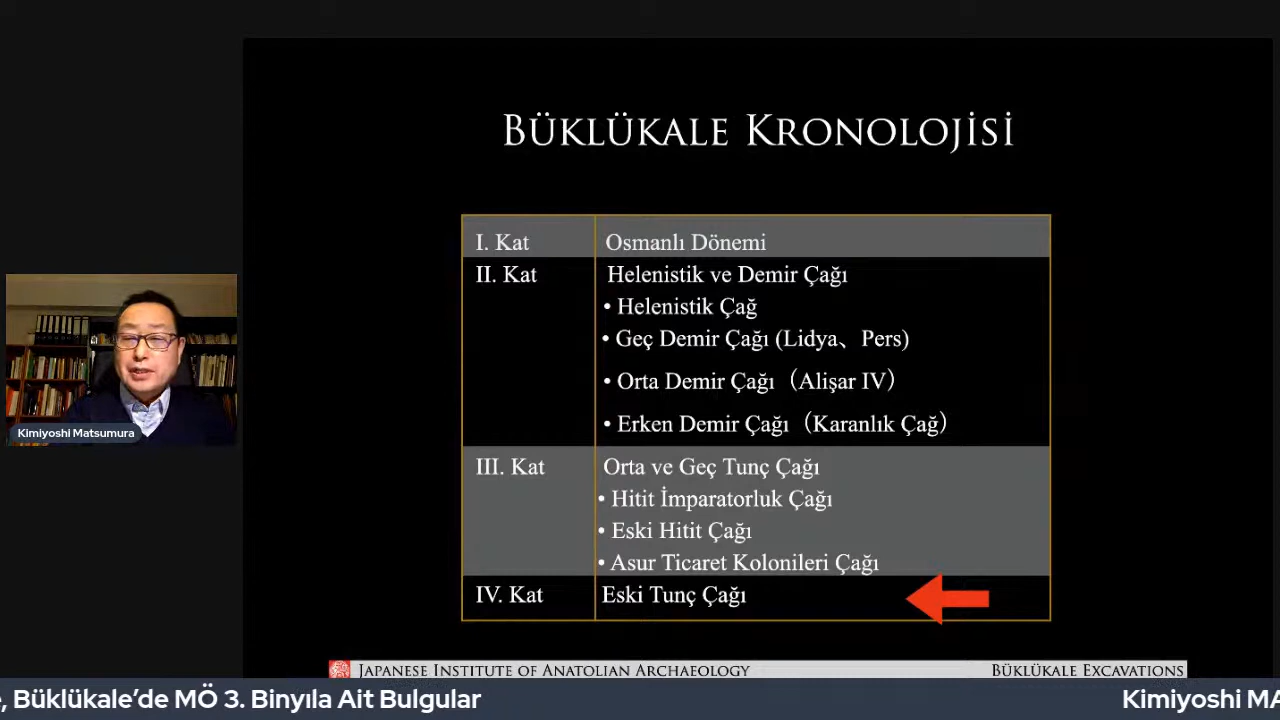 BÜKLÜKALE KRONOLOJİSİ
I. Kat Osmanlı Dönemi
II. Kat Helenistik ve Demir Çağı
• Helenistik Çağ
• Geç Demir Çağı (Lidya、Pers)
• Orta Demir Çağı（Alişar IV）
• Erken Demir Çağı（Karanlık Çağ）
III. Kat Orta ve Geç Tunç Çağı
• Hitit İmparatorluk Çağı
• Eski Hitit Çağı
• Asur Ticaret Kolonileri Çağı
IV. Kat Eski Tunç Çağı
Kimiyoshi Matsumura
JAPANESE INSTITUTE OF ANATOLIAN ARCHAEOLOGY BÜKLÜKALE EXCAVATIONS
, Büklükale’de MÖ 3. Binyıla Ait Bulgular Kimiyoshi MA